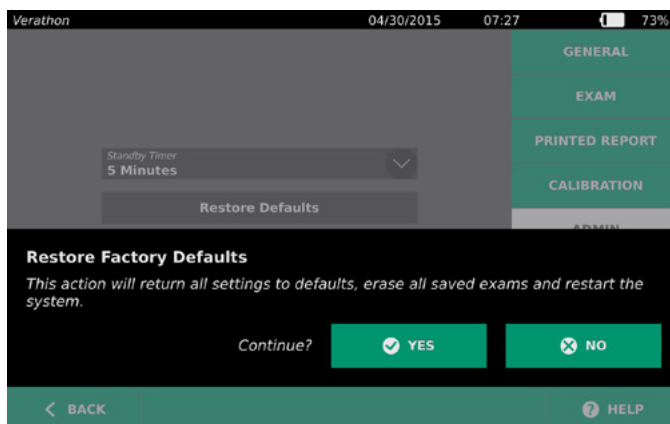 Verathon 04/30/2015 07:27 73%
GENERAL
EXAM
PRINTED REPORT
CALIBRATION
ADMIN
Standby Timer
5 Minutes
Restore Defaults
Restore Factory Defaults
This action will return all settings to defaults, erase all saved exams and restart the
system.
Continue? YES NO
BACK HELP